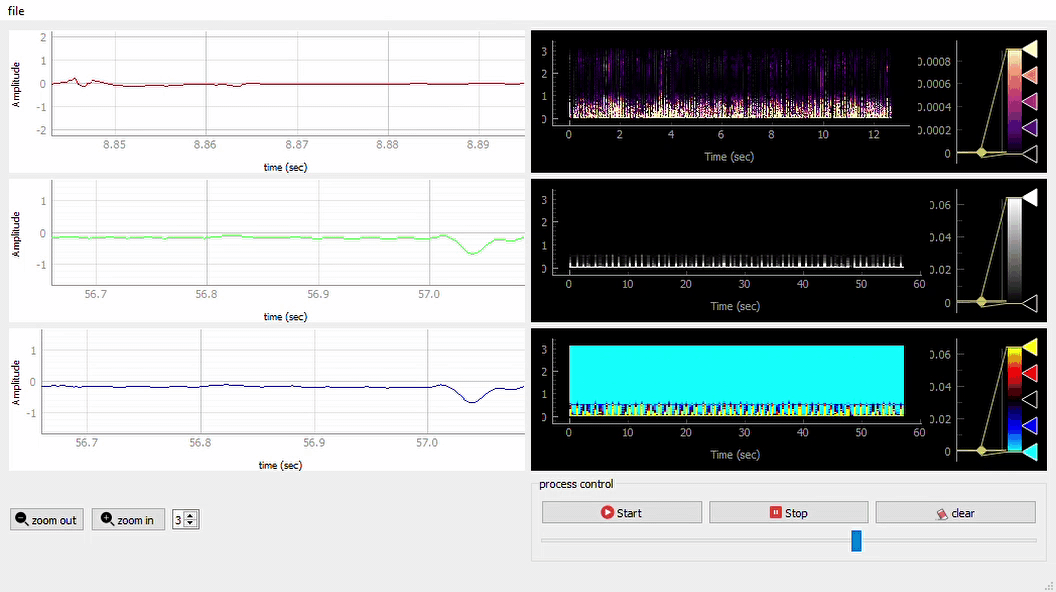 file
2
1
0
-1
-2
Amplitude
8.85 8.86 8.87 8.88 8.89
time (sec)
3
2
1
0
0 2 4 6 8 10 12
Time (sec)
0.0008
0.0006
0.0004
0.0002
0
1
0
-1
Amplitude
56.7 56.8 56.9 57.0
time (sec)
3
2
1
0
0 10 20 30 40 50 60
Time (sec)
0.06
0.04
0.02
0
1
0
-1
Amplitude
56.7 56.8 56.9 57.0
time (sec)
3
2
1
0
0 10 20 30 40 50 60
Time (sec)
0.06
0.04
0.02
0
process control
zoom out zoom in 3
Start Stop clear